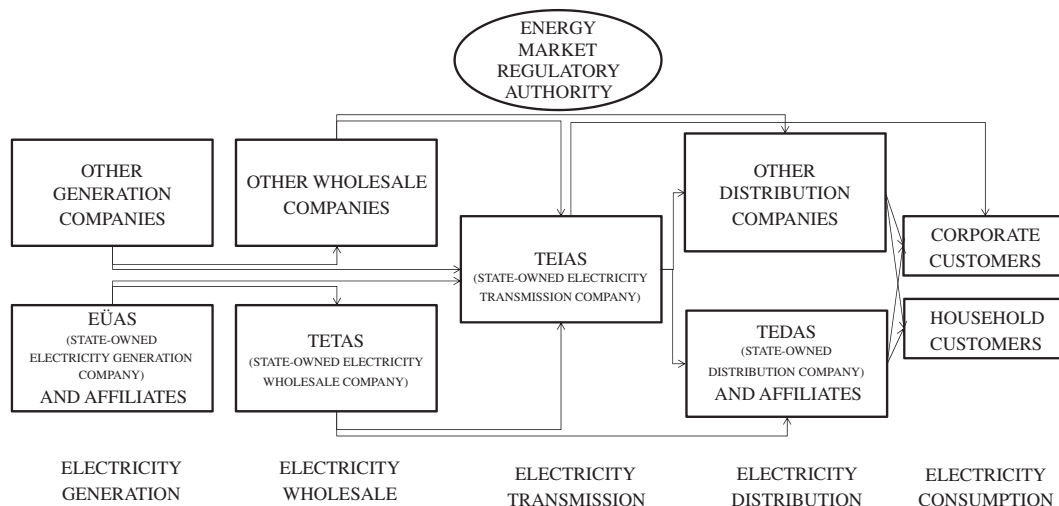 ENERGY
MARKET
REGULATORY
AUTHORITY
OTHER
GENERATION
COMPANIES
OTHER WHOLESALE
COMPANIES
OTHER
DISTRIBUTION
COMPANIES
TEIAS
(STATE-OWNED ELECTRICITY
TRANSMISSION COMPANY)
CORPORATE
CUSTOMERS
EÜAS
(STATE-OWNED
ELECTRICITY GENERATION
COMPANY)
AND AFFILIATES
TETAS
(STATE-OWNED ELECTRICITY
WHOLESALE COMPANY)
TEDAS
(STATE-OWNED
DISTRIBUTION COMPANY)
AND AFFILIATES
HOUSEHOLD
CUSTOMERS
ELECTRICITY
GENERATION
ELECTRICITY
WHOLESALE
ELECTRICITY
TRANSMISSION
ELECTRICITY
DISTRIBUTION
ELECTRICITY
CONSUMPTION